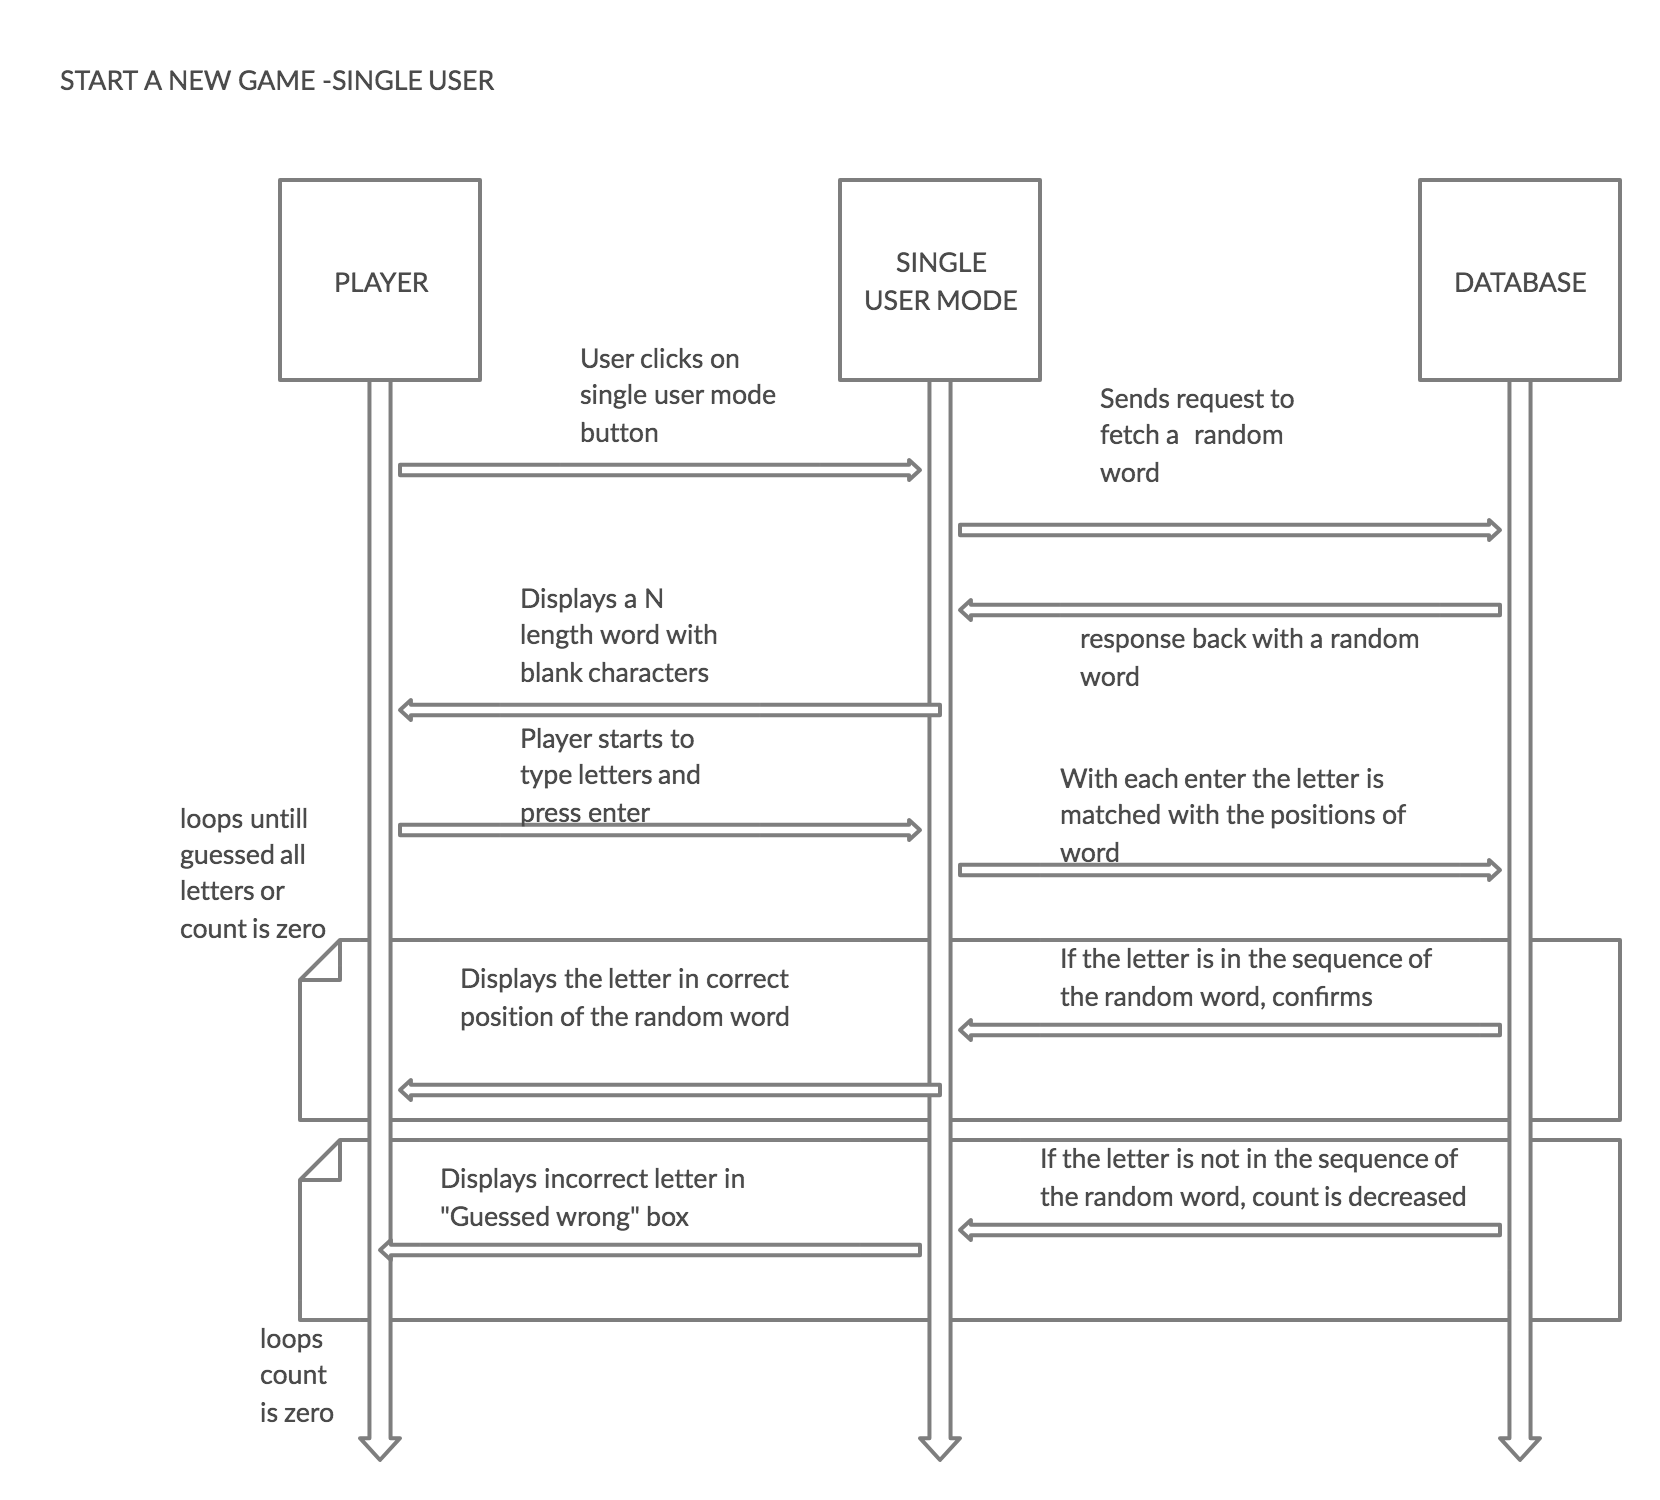 START A NEW GAME -SINGLE USER
PLAYER
SINGLE
USER MODE
DATABASE
User clicks on
single user mode
button
Sends request to
fetch a random
word
Displays a N
length word with
blank characters
response back with a random
word
Player starts to
type letters and
press enter
With each enter the letter is
matched with the positions of
word
loops untill
guessed all
letters or
count is zero
If the letter is in the sequence of
the random word, confirms
Displays the letter in correct
position of the random word
If the letter is not in the sequence of
the random word, count is decreased
Displays incorrect letter in
"Guessed wrong" box
loops
count
is zero